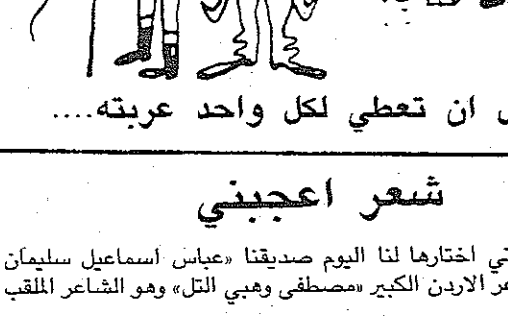 ان تعطي لكل واحد عربته....
شعر اعجبني
اختارها لنا اليوم صديقنا «عباس اسماعيل سليمان
الاردن الكبير «مصطفى وهبي التل» وهو الشاعر الملقب